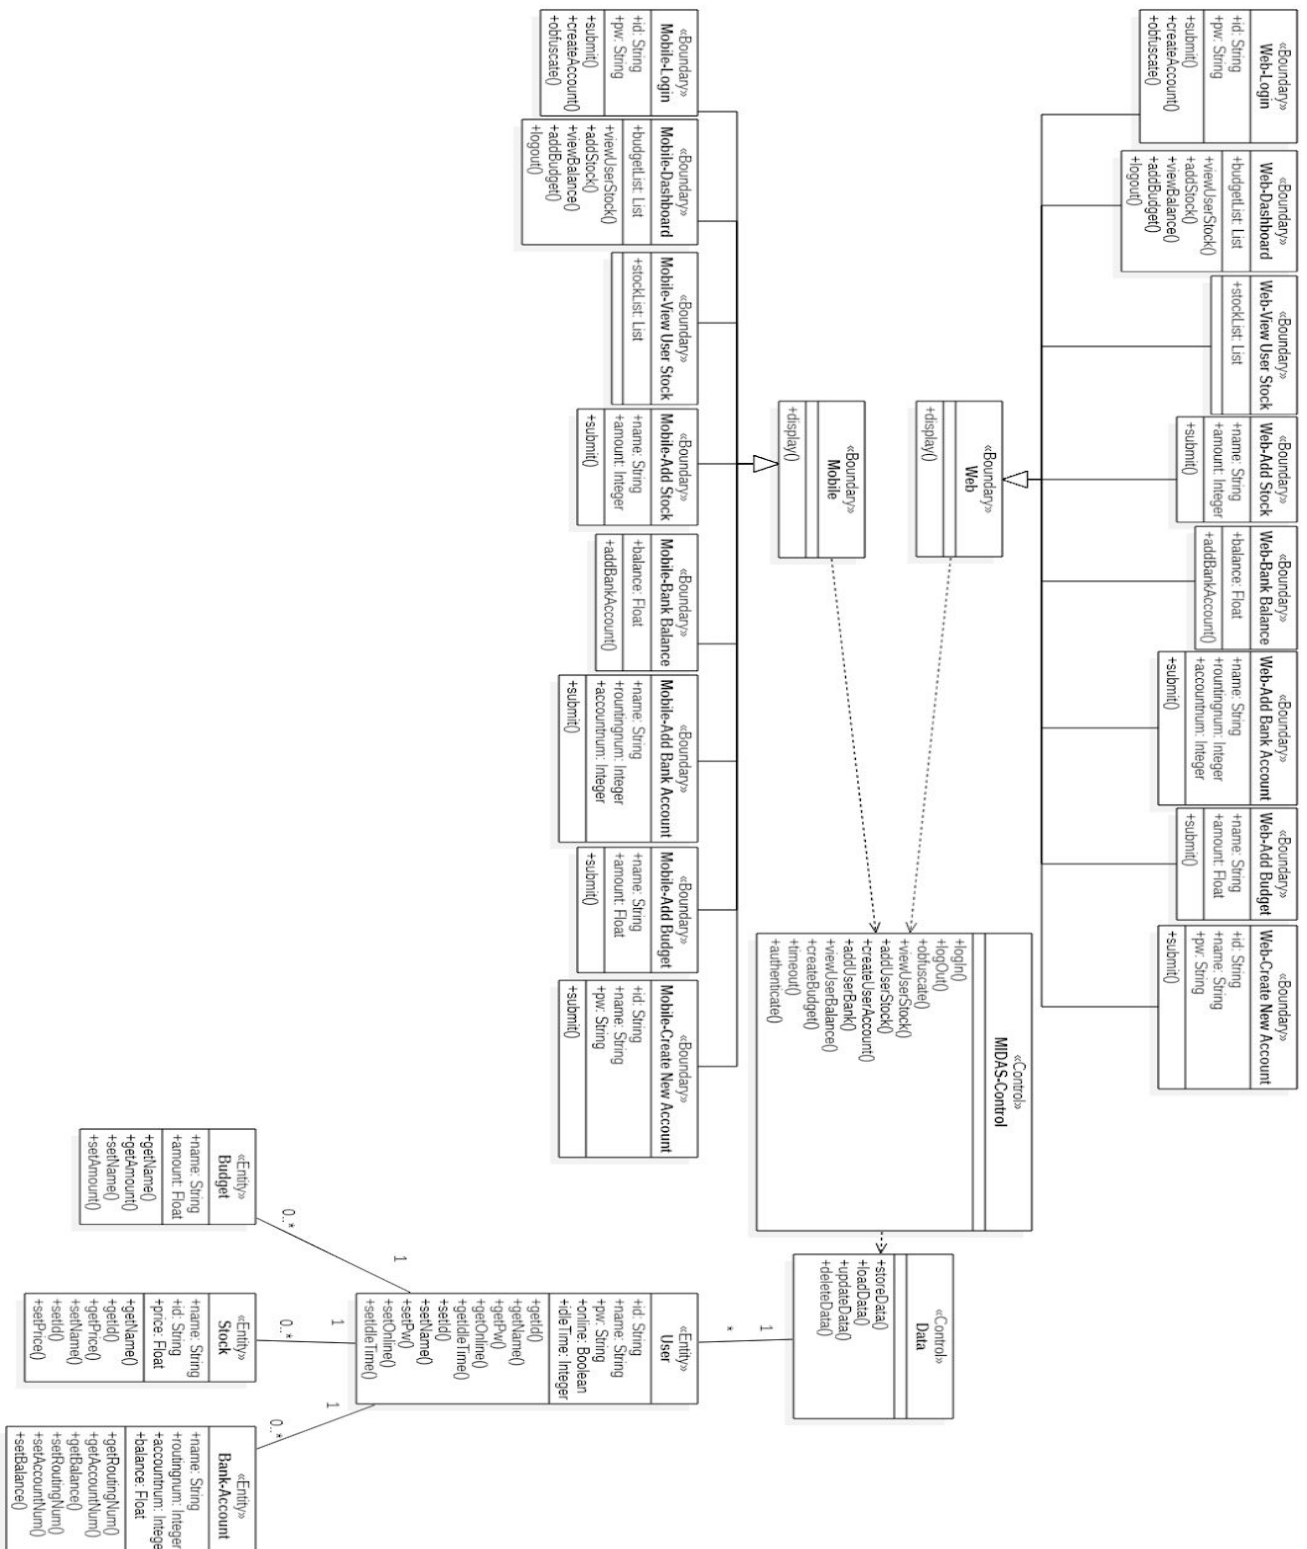 «Boundary»
Web-Login
+id: String
+pw: String
+submit()
+createAccount()
+obfuscate()
«Boundary»
Web-Dashboard
+budgetList: List
+viewUserStock()
+addStock()
+viewBalance()
+addBudget()
+logout()
«Boundary»
Web-View User Stock
+stockList: List
«Boundary»
Web-Add Stock
+name: String
+amount: Integer
+submit()
«Boundary»
Web-Bank Balance
+balance: Float
+addBankAccount()
«Boundary»
Web-Add Bank Account
+name: String
+rountingnum: Integer
+accountnum: Integer
+submit()
«Boundary»
Web-Add Budget
+name: String
+amount: Float
+submit()
«Boundary»
Web-Create New Account
+id: String
+name: String
+pw: String
+submit()
«Boundary»
Web
+display()
«Boundary»
Mobile
+display()
«Control»
MIDAS-Control
+logIn()
+logOut()
+obfuscate()
+viewUserStock()
+addUserStock()
+createUserAccount()
+addUserBank()
+viewUserBalance()
+createBudget()
+timeout()
+authenticate()
«Control»
Data
+storeData()
+loadData()
+updateData()
+deleteData()
«Boundary»
Mobile-Login
+id: String
+pw: String
+submit()
+createAccount()
+obfuscate()
«Boundary»
Mobile-Dashboard
+budgetList: List
+viewUserStock()
+addStock()
+viewBalance()
+addBudget()
+logout()
«Boundary»
Mobile-View User Stock
+stockList: List
«Boundary»
Mobile-Add Stock
+name: String
+amount: Integer
+submit()
«Boundary»
Mobile-Bank Balance
+balance: Float
+addBankAccount()
«Boundary»
Mobile-Add Bank Account
+name: String
+rountingnum: Integer
+accountnum: Integer
+submit()
«Boundary»
Mobile-Add Budget
+name: String
+amount: Float
+submit()
«Boundary»
Mobile-Create New Account
+id: String
+name: String
+pw: String
+submit()
1
*
«Entity»
User
+id: String
+name: String
+pw: String
+online: Boolean
+idleTime: Integer
+getId()
+getName()
+getPw()
+getOnline()
+getIdleTime()
+setId()
+setName()
+setPw()
+setOnline()
+setIdleTime()
1
0..*
1
0..*
1
0..*
«Entity»
Budget
+name: String
+amount: Float
+getName()
+getAmount()
+setName()
+setAmount()
«Entity»
Stock
+name: String
+id: String
+price: Float
+getName()
+getId()
+getPrice()
+setName()
+setId()
+setPrice()
«Entity»
Bank-Account
+name: String
+routingnum: Integer
+accountnum: Intege
+balance: Float
+getRoutingNum()
+getAccountNum()
+getBalance()
+setRoutingNum()
+setAccountNum()
+setBalance()